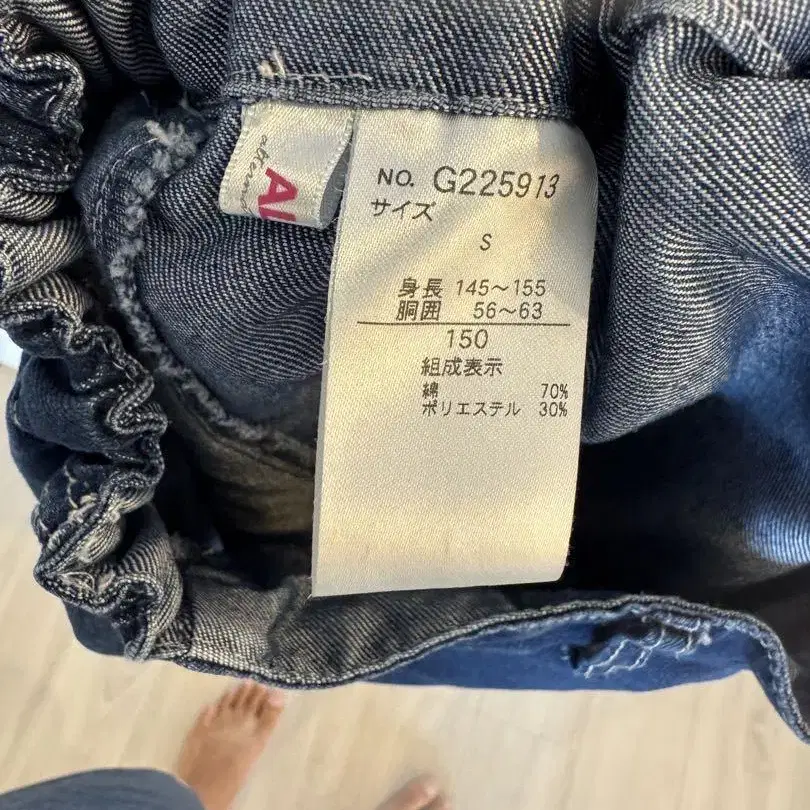 NO. G225913
サイズ
S
身長 145～155
胴囲 56～63
150
組成表示
綿 70%
ポリエステル 30%